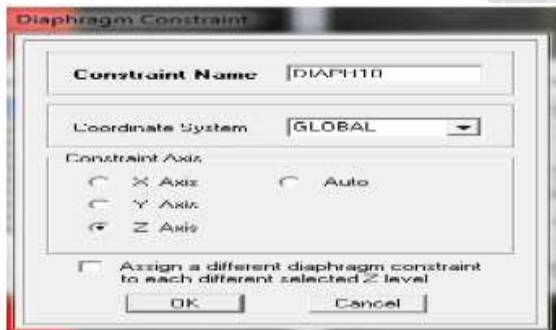 Diaphragm Constraint
Constraint Name DIAPH10
Coordinate System GLOBAL
Constraint Axis
X Axis Auto
Y Axis
Z Axis
Assign a different diaphragm constraint
to each different selected Z level
OK Cancel